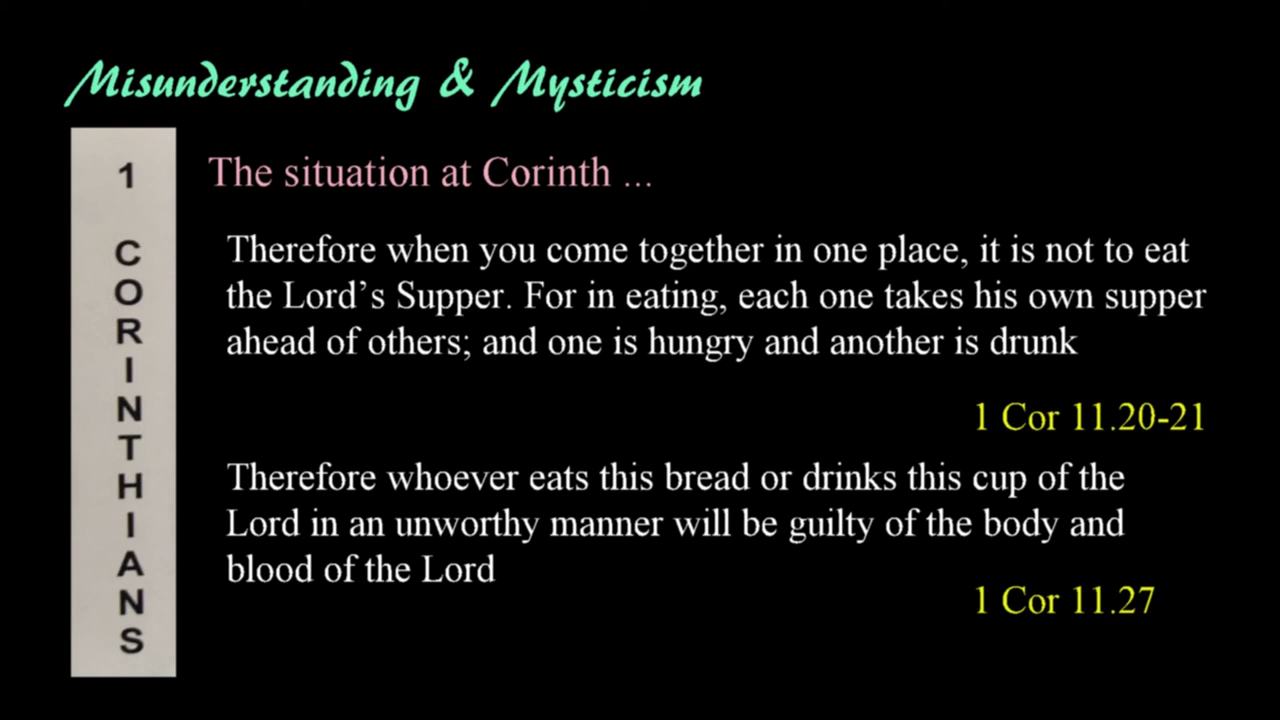 Misunderstanding & Mysticism
1
C
O
R
I
N
T
H
I
A
N
S
The situation at Corinth ...
Therefore when you come together in one place, it is not to eat
the Lord’s Supper. For in eating, each one takes his own supper
ahead of others; and one is hungry and another is drunk
1 Cor 11.20-21
Therefore whoever eats this bread or drinks this cup of the
Lord in an unworthy manner will be guilty of the body and
blood of the Lord
1 Cor 11.27